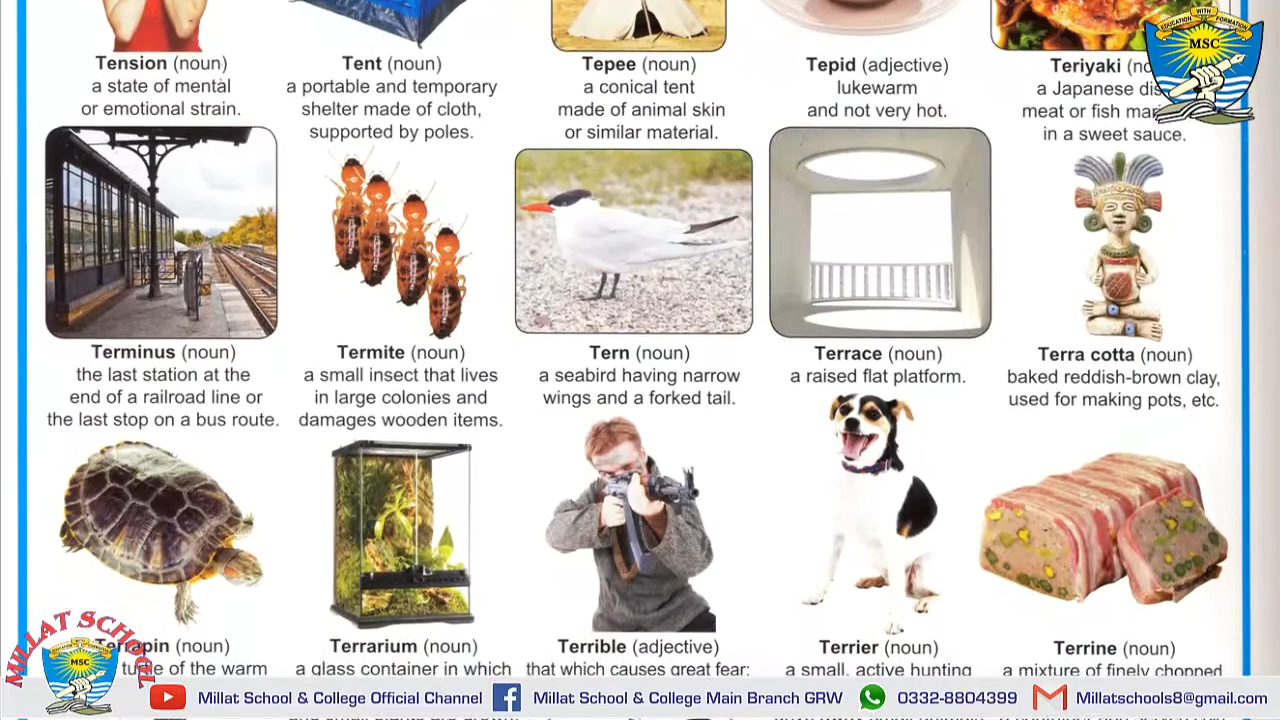 Tension (noun)
a state of mental
or emotional strain.
Tent (noun)
a portable and temporary
shelter made of cloth,
supported by poles.
Tepee (noun)
a conical tent
made of animal skin
or similar material.
Tepid (adjective)
lukewarm
and not very hot.
Teriyaki
a Japanese
meat or fish
in a sweet sauce.
EDUCATION WITH FORMATION
MSC
Terminus (noun)
the last station at the
end of a railroad line or
the last stop on a bus route.
Termite (noun)
a small insect that lives
in large colonies and
damages wooden items.
Tern (noun)
a seabird having narrow
wings and a forked tail.
Terrace (noun)
a raised flat platform.
Terra cotta (noun)
baked reddish-brown clay,
used for making pots, etc.
(noun)
of the warm
Terrarium (noun)
a glass container in which
Terrible (adjective)
that which causes great fear;
Terrier (noun)
a small, active hunting
Terrine (noun)
a mixture of finely chopped
MILLAT SCHOOL
MSC
Millat School & College Official Channel
Millat School & College Main Branch GRW
0332-8804399
Millatschools8@gmail.com